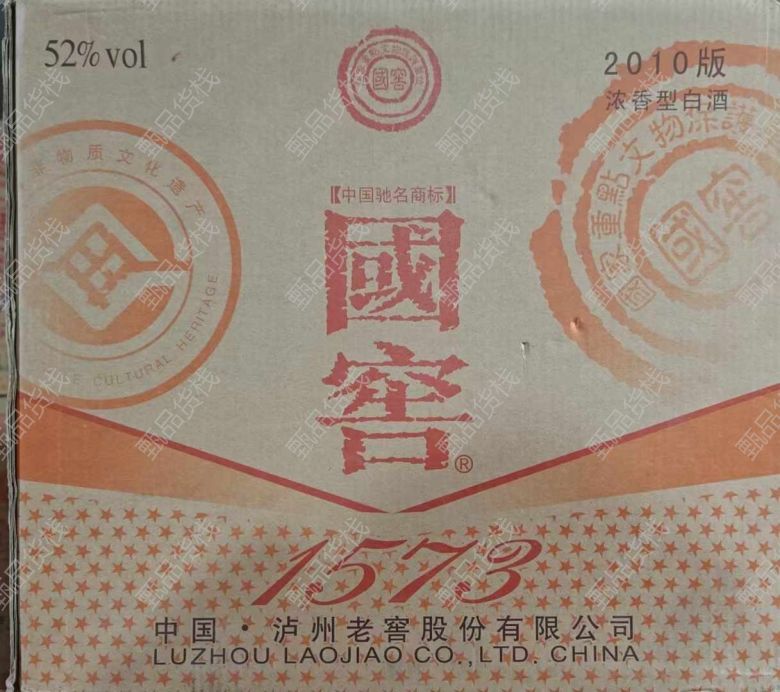 52% vol
2010版
浓香型白酒
國窖
國家重點文物保護
國窖
非物质文化遗产
E CULTURAL HERITAGE
【中国驰名商标】
國
窖
®
1573
中国·泸州老窖股份有限公司
LUZHOU LAOJIAO CO.,LTD. CHINA
甄品货栈